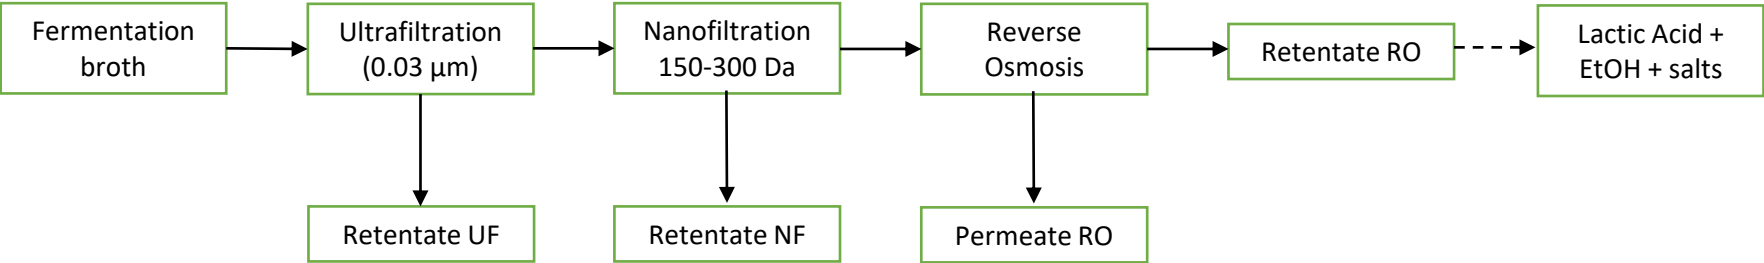 Fermentation
broth
Ultrafiltration
(0.03 µm)
Nanofiltration
150-300 Da
Reverse
Osmosis
Retentate RO
Lactic Acid +
EtOH + salts
Retentate UF
Retentate NF
Permeate RO